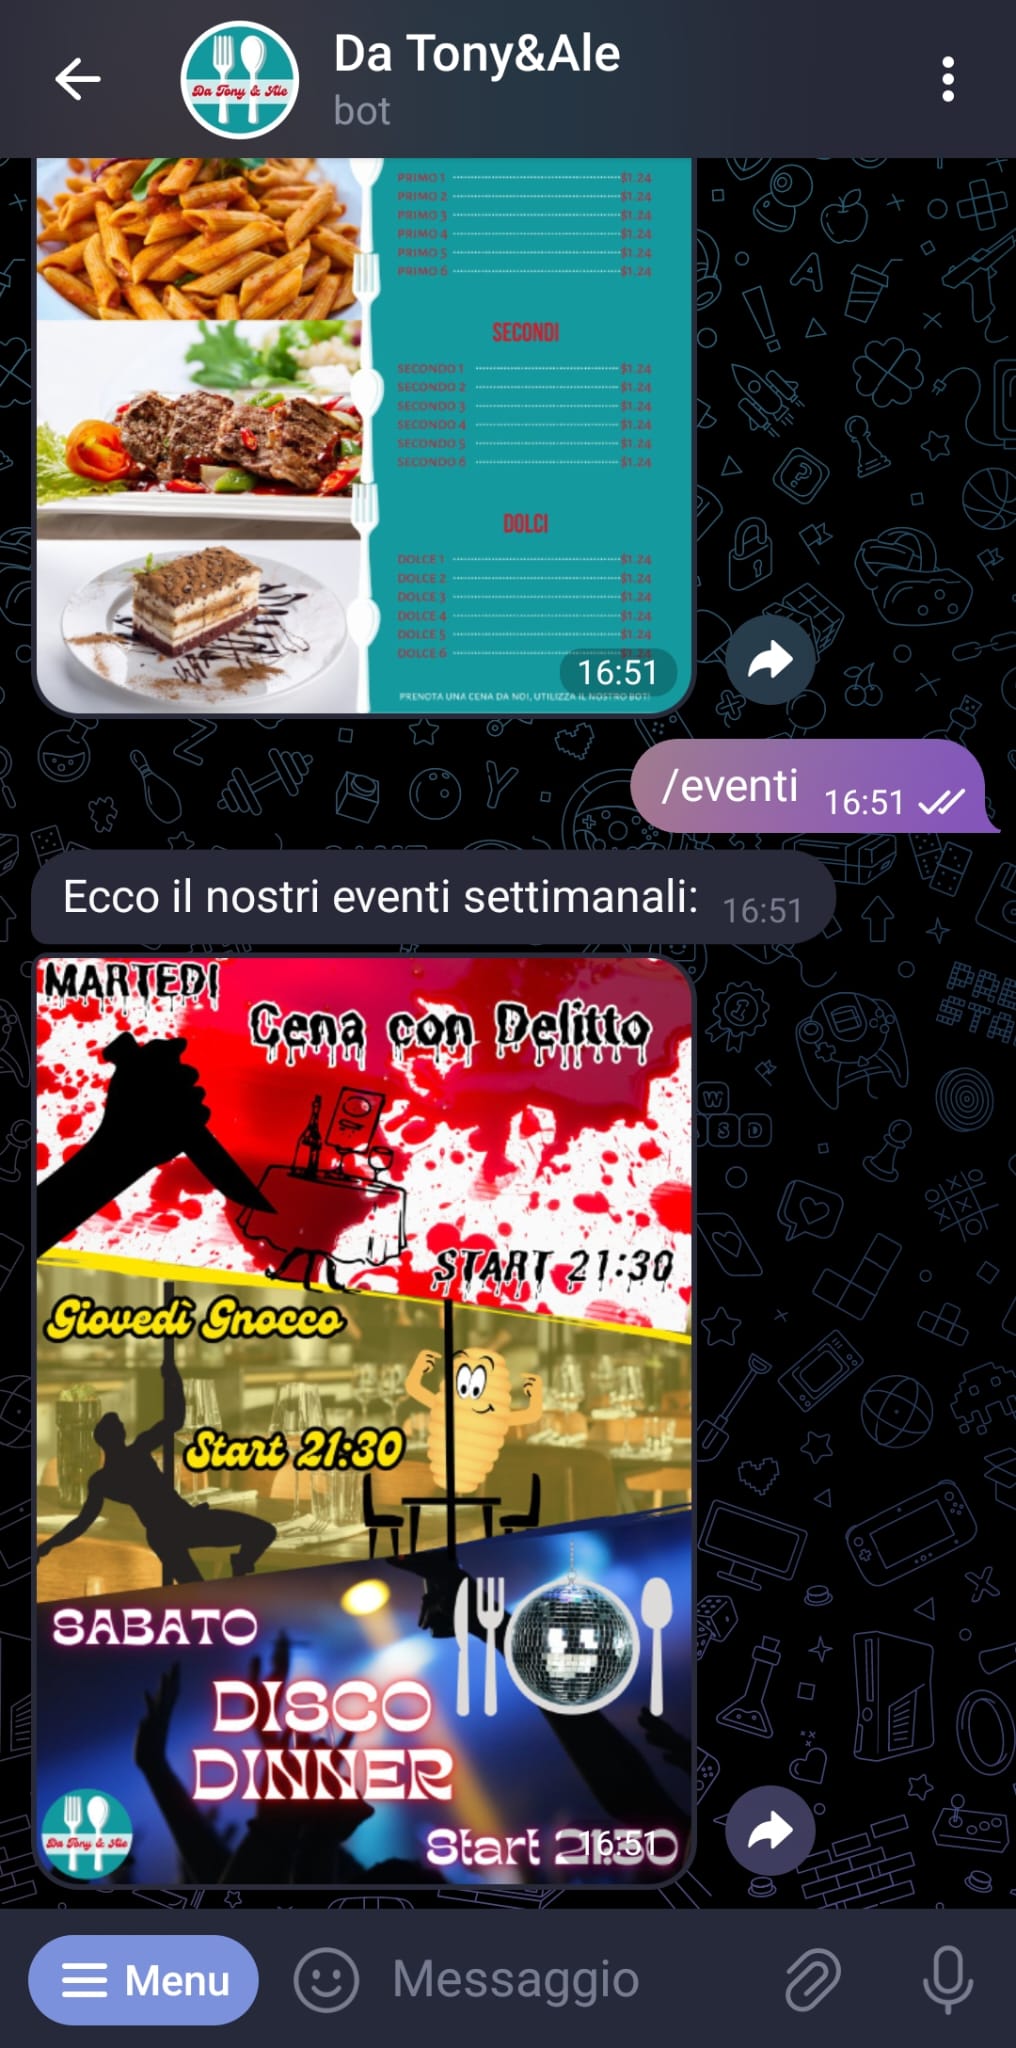 Da Tony&Ale
Da Tony & Ale
bot
PRIMO 1 $1.24
PRIMO 2 $1.24
PRIMO 3 $1.24
PRIMO 4 $1.24
PRIMO 5 $1.24
PRIMO 6 $1.24
SECONDI
SECONDO 1 $1.24
SECONDO 2 $1.24
SECONDO 3 $1.24
SECONDO 4 $1.24
SECONDO 5 $1.24
SECONDO 6 $1.24
DOLCI
DOLCE 1 $1.24
DOLCE 2 $1.24
DOLCE 3 $1.24
DOLCE 4 $1.24
DOLCE 5 $1.24
DOLCE 6 $1.24
16:51
PRENOTA UNA CENA DA NOI, UTILIZZA IL NOSTRO BOT!
/eventi 16:51
Ecco il nostri eventi settimanali: 16:51
MARTEDI
Cena con Delitto
START 21:30
Giovedì Gnocco
Start 21:30
SABATO
DISCO
DINNER
Da Tony & Ale
Start 21:30
16:51
Menu
Messaggio